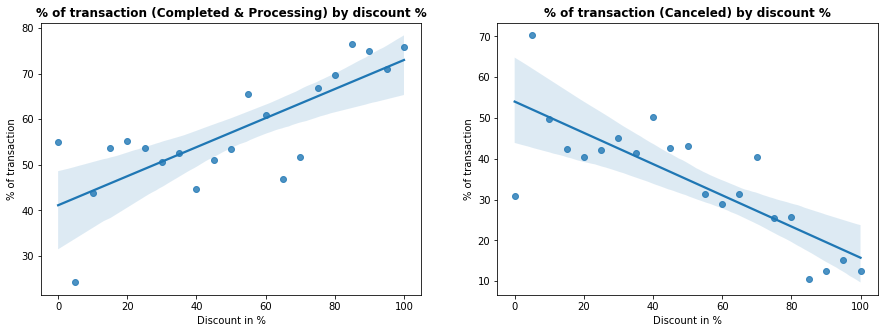 % of transaction (Completed & Processing) by discount %
80
70
60
50
40
30
% of transaction
0 20 40 60 80 100
Discount in %
% of transaction (Canceled) by discount %
70
60
50
40
30
20
10
% of transaction
0 20 40 60 80 100
Discount in %